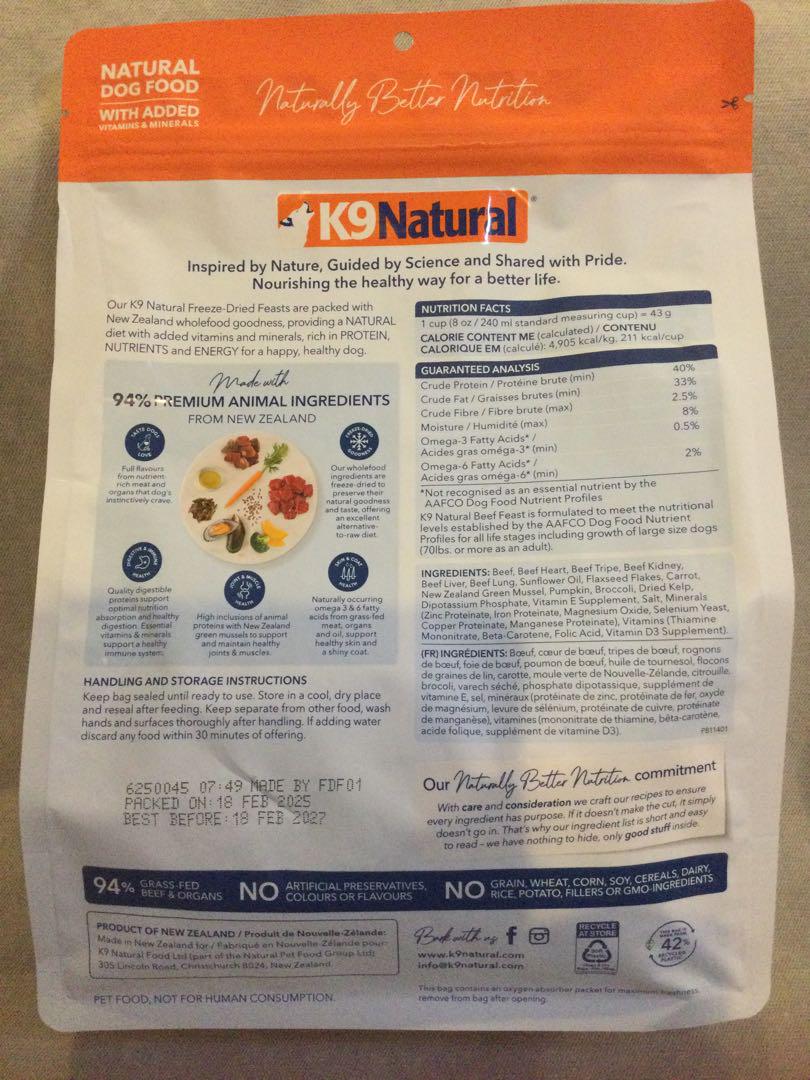 NATURAL
DOG FOOD
WITH ADDED
VITAMINS & MINERALS
Naturally Better Nutrition
K9Natural®
Inspired by Nature, Guided by Science and Shared with Pride.
Nourishing the healthy way for a better life.
Our K9 Natural Freeze-Dried Feasts are packed with
New Zealand wholefood goodness, providing a NATURAL
diet with added vitamins and minerals, rich in PROTEIN,
NUTRIENTS and ENERGY for a happy, healthy dog.
Made with
94% PREMIUM ANIMAL INGREDIENTS
FROM NEW ZEALAND
TASTE DOGS LOVE
Full flavours
from nutrient-
rich meat and
organs that dog's
instinctively crave.
FREEZE-DRIED GOODNESS
Our wholefood
ingredients are
freeze-dried to
preserve their
natural goodness
and taste, offering
an excellent
alternative-
to-raw diet.
DIGESTIVE & IMMUNE HEALTH
Quality digestible
proteins support
optimal nutrition
absorption and healthy
digestion. Essential
vitamins & minerals
support a healthy
immune system.
JOINT & MUSCLE HEALTH
High inclusions of animal
proteins with New Zealand
green mussels to support
and maintain healthy
joints & muscles.
SKIN & COAT HEALTH
Naturally occurring
omega 3 & 6 fatty
acids from grass-fed
meat, organs
and oil, support
healthy skin and
a shiny coat.
HANDLING AND STORAGE INSTRUCTIONS
Keep bag sealed until ready to use. Store in a cool, dry place
and reseal after feeding. Keep separate from other food, wash
hands and surfaces thoroughly after handling. If adding water
discard any food within 30 minutes of offering.
6250045 07:49 MADE BY FDF01
PACKED ON:18 FEB 2025
BEST BEFORE:18 FEB 2027
NUTRITION FACTS
1 cup (8 oz / 240 ml standard measuring cup) = 43 g
CALORIE CONTENT ME (calculated) / CONTENU
CALORIQUE EM (calculé): 4,905 kcal/kg, 211 kcal/cup
GUARANTEED ANALYSIS
Crude Protein / Protéine brute (min) 40%
Crude Fat / Graisses brutes (min) 33%
Crude Fibre / Fibre brute (max) 2.5%
Moisture / Humidité (max) 8%
Omega-3 Fatty Acids* /
Acides gras oméga-3* (min) 0.5%
Omega-6 Fatty Acids* /
Acides gras oméga-6* (min) 2%
*Not recognised as an essential nutrient by the
AAFCO Dog Food Nutrient Profiles
K9 Natural Beef Feast is formulated to meet the nutritional
levels established by the AAFCO Dog Food Nutrient
Profiles for all life stages including growth of large size dogs
(70lbs. or more as an adult).
INGREDIENTS: Beef, Beef Heart, Beef Tripe, Beef Kidney,
Beef Liver, Beef Lung, Sunflower Oil, Flaxseed Flakes, Carrot,
New Zealand Green Mussel, Pumpkin, Broccoli, Dried Kelp,
Dipotassium Phosphate, Vitamin E Supplement, Salt, Minerals
(Zinc Proteinate, Iron Proteinate, Magnesium Oxide, Selenium Yeast,
Copper Proteinate, Manganese Proteinate), Vitamins (Thiamine
Mononitrate, Beta-Carotene, Folic Acid, Vitamin D3 Supplement).
(FR) INGRÉDIENTS: Bœuf, cœur de bœuf, tripes de bœuf, rognons
de bœuf, foie de bœuf, poumon de bœuf, huile de tournesol, flocons
de graines de lin, carotte, moule verte de Nouvelle-Zélande, citrouille,
brocoli, varech séché, phosphate dipotassique, supplément de
vitamine E, sel, minéraux (protéinate de zinc, protéinate de fer, oxyde
de magnésium, levure de sélénium, protéinate de cuivre, protéinate
de manganèse), vitamines (mononitrate de thiamine, bêta-carotène,
acide folique, supplément de vitamine D3).
PB11401
Our Naturally Better Nutrition commitment
With care and consideration we craft our recipes to ensure
every ingredient has purpose. If it doesn't make the cut, it simply
doesn't go in. That's why our ingredient list is short and easy
to read – we have nothing to hide, only good stuff inside.
94% GRASS-FED
BEEF & ORGANS
NO ARTIFICIAL PRESERVATIVES,
COLOURS OR FLAVOURS
NO GRAIN, WHEAT, CORN, SOY, CEREALS, DAIRY,
RICE, POTATO, FILLERS OR GMO-INGREDIENTS
PRODUCT OF NEW ZEALAND / Produit de Nouvelle-Zélande:
Made in New Zealand for / Fabriqué en Nouvelle-Zélande pour:
K9 Natural Food Ltd (part of the Natural Pet Food Group Ltd)
305 Lincoln Road, Christchurch 8024, New Zealand
PET FOOD, NOT FOR HUMAN CONSUMPTION.
Bark with us
www.k9natural.com
info@k9natural.com
RECYCLE
AT STORE
THIS BAG IS
MADE FROM
42%
RECYCLED
PLASTIC
This bag contains an oxygen absorber packet for maximum freshness,
remove from bag after opening.